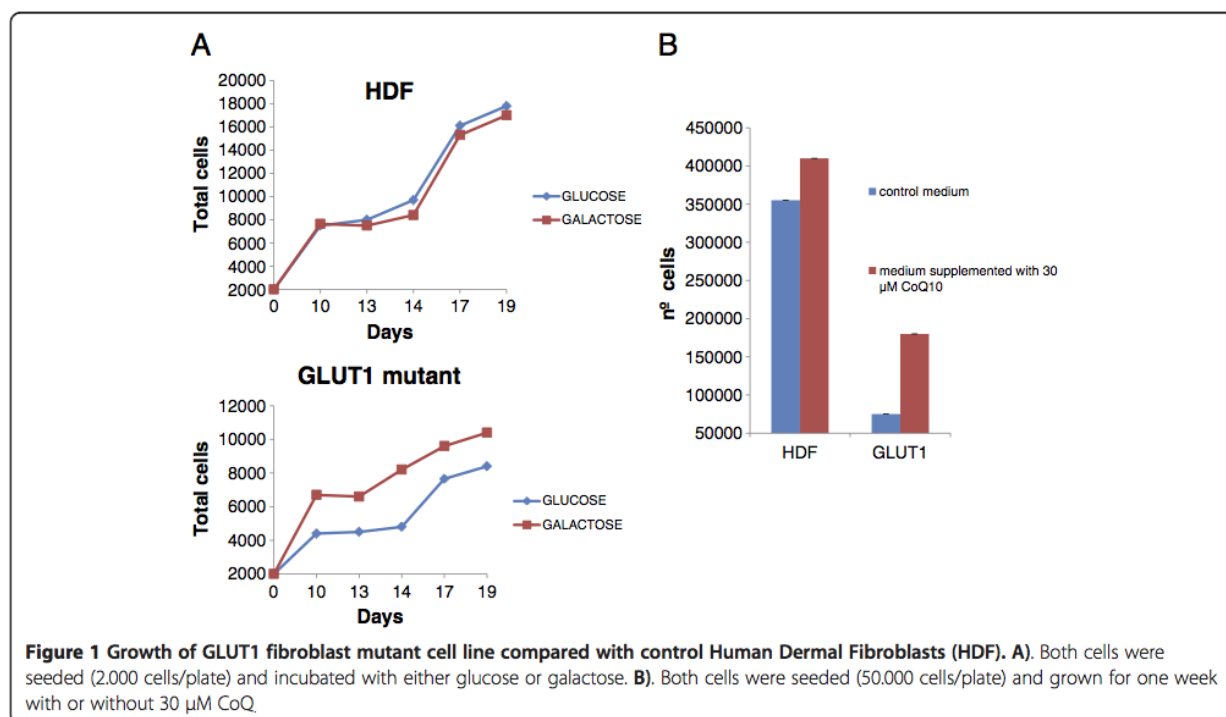 A
HDF
Total cells
20000
18000
16000
14000
12000
10000
8000
6000
4000
2000
0 10 13 14 17 19
Days
GLUCOSE
GALACTOSE
GLUT1 mutant
Total cells
12000
10000
8000
6000
4000
2000
0 10 13 14 17 19
Days
GLUCOSE
GALACTOSE
B
nº cells
450000
400000
350000
300000
250000
200000
150000
100000
50000
HDF GLUT1
control medium
medium supplemented with 30
µM CoQ10
Figure 1 Growth of GLUT1 fibroblast mutant cell line compared with control Human Dermal Fibroblasts (HDF). A). Both cells were
seeded (2.000 cells/plate) and incubated with either glucose or galactose. B). Both cells were seeded (50.000 cells/plate) and grown for one week
with or without 30 µM CoQ.